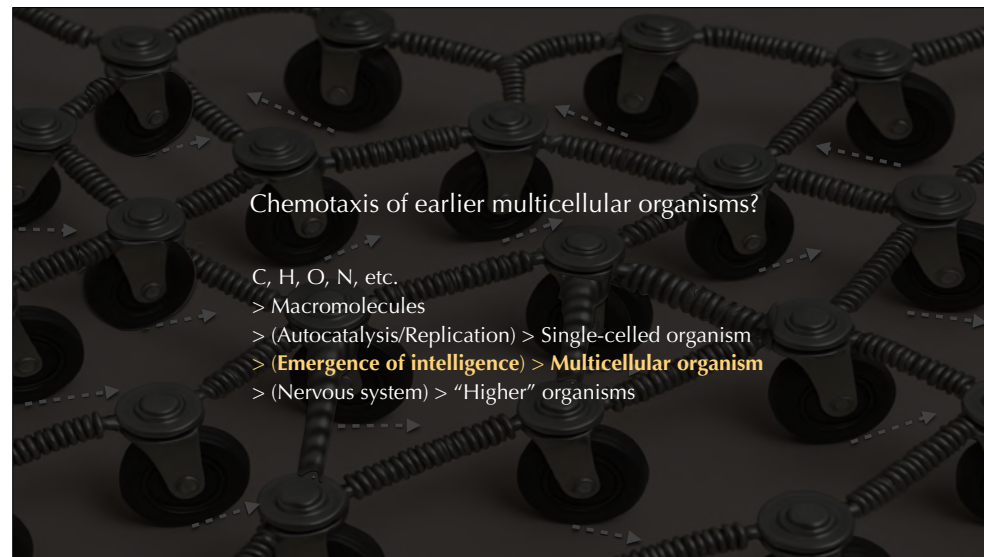 Chemotaxis of earlier multicellular organisms?
C, H, O, N, etc.
> Macromolecules
> (Autocatalysis/Replication) > Single-celled organism
> (Emergence of intelligence) > Multicellular organism
> (Nervous system) > “Higher” organisms